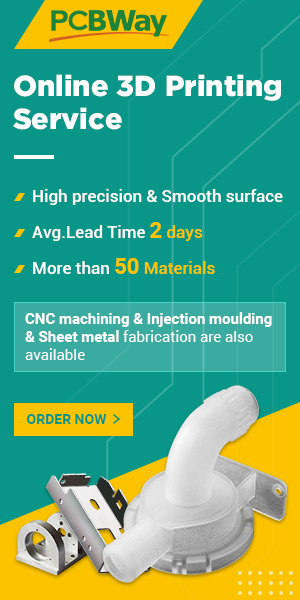 PCBWay
Online 3D Printing
Service
High precision & Smooth surface
Avg.Lead Time 2 days
More than 50 Materials
CNC machining & Injection moulding
& Sheet metal fabrication are also
available
ORDER NOW >